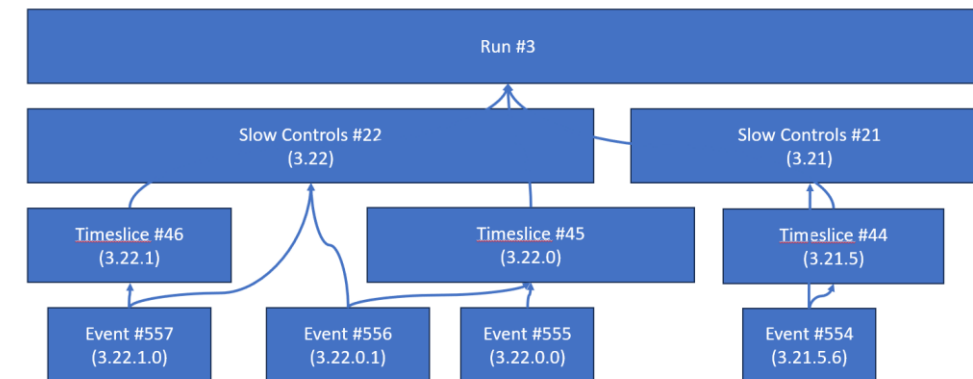 Run #3
Slow Controls #22
(3.22)
Slow Controls #21
(3.21)
Timeslice #46
(3.22.1)
Timeslice #45
(3.22.0)
Timeslice #44
(3.21.5)
Event #557
(3.22.1.0)
Event #556
(3.22.0.1)
Event #555
(3.22.0.0)
Event #554
(3.21.5.6)